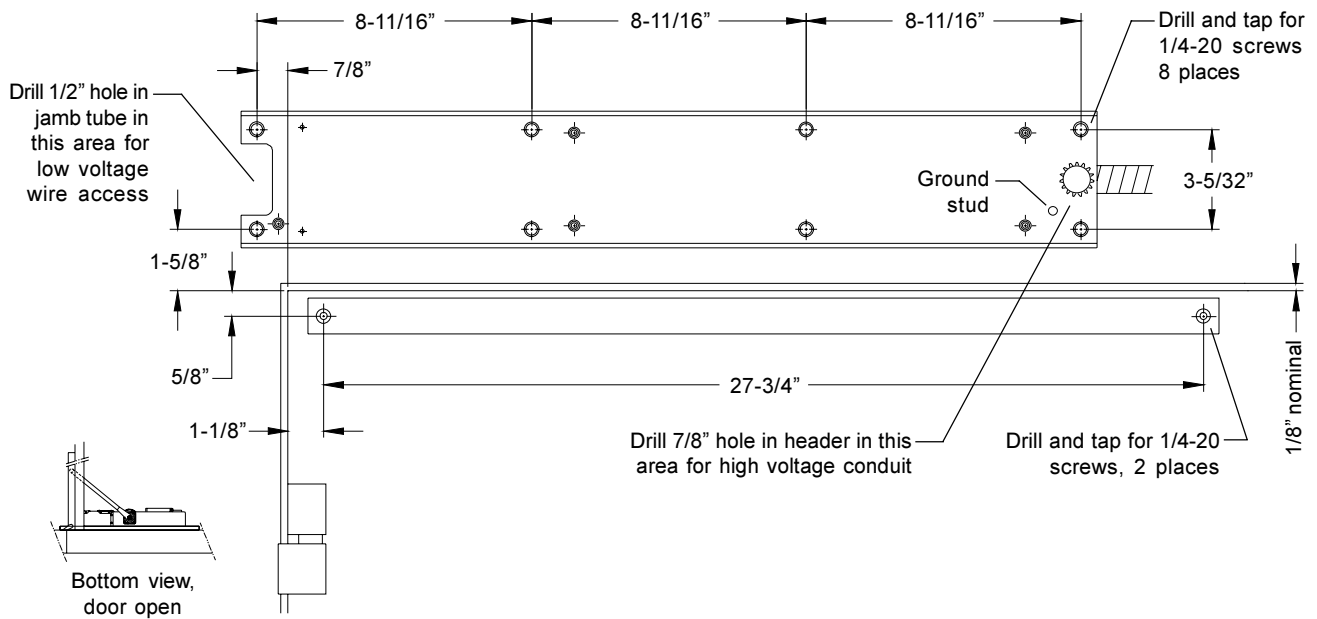 8-11/16”
8-11/16”
8-11/16”
Drill and tap for
1/4-20 screws
8 places
7/8”
Drill 1/2” hole in
jamb tube in
this area for
low voltage
wire access
Ground
stud
3-5/32”
1-5/8”
5/8”
27-3/4”
1/8” nominal
1-1/8”
Drill 7/8” hole in header in this
area for high voltage conduit
Drill and tap for 1/4-20
screws, 2 places
Bottom view,
door open